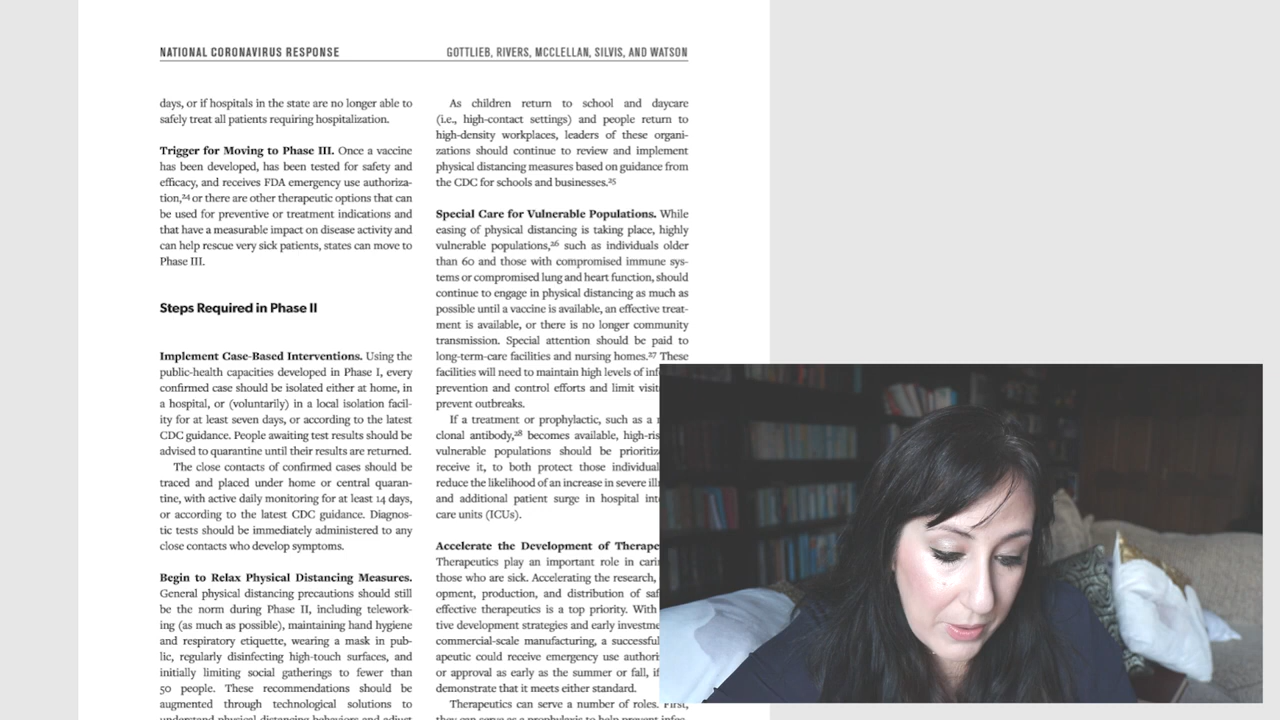 NATIONAL CORONAVIRUS RESPONSE
GOTTLIEB, RIVERS, MCCLELLAN, SILVIS, AND WATSON
days, or if hospitals in the state are no longer able to
safely treat all patients requiring hospitalization.
Trigger for Moving to Phase III. Once a vaccine
has been developed, has been tested for safety and
efficacy, and receives FDA emergency use authoriza-
tion,24 or there are other therapeutic options that can
be used for preventive or treatment indications and
that have a measurable impact on disease activity and
can help rescue very sick patients, states can move to
Phase III.
Steps Required in Phase II
Implement Case-Based Interventions. Using the
public-health capacities developed in Phase I, every
confirmed case should be isolated either at home, in
a hospital, or (voluntarily) in a local isolation facil-
ity for at least seven days, or according to the latest
CDC guidance. People awaiting test results should be
advised to quarantine until their results are returned.
The close contacts of confirmed cases should be
traced and placed under home or central quaran-
tine, with active daily monitoring for at least 14 days,
or according to the latest CDC guidance. Diagnos-
tic tests should be immediately administered to any
close contacts who develop symptoms.
Begin to Relax Physical Distancing Measures.
General physical distancing precautions should still
be the norm during Phase II, including telework-
ing (as much as possible), maintaining hand hygiene
and respiratory etiquette, wearing a mask in pub-
lic, regularly disinfecting high-touch surfaces, and
initially limiting social gatherings to fewer than
50 people. These recommendations should be
augmented through technological solutions to
understand physical distancing behaviors and adjust
As children return to school and daycare
(i.e., high-contact settings) and people return to
high-density workplaces, leaders of these organi-
zations should continue to review and implement
physical distancing measures based on guidance from
the CDC for schools and businesses.25
Special Care for Vulnerable Populations. While
easing of physical distancing is taking place, highly
vulnerable populations,26 such as individuals older
than 60 and those with compromised immune sys-
tems or compromised lung and heart function, should
continue to engage in physical distancing as much as
possible until a vaccine is available, an effective treat-
ment is available, or there is no longer community
transmission. Special attention should be paid to
long-term-care facilities and nursing homes.27 These
facilities will need to maintain high levels of
prevention and control efforts and limit
prevent outbreaks.
If a treatment or prophylactic, such as a
clonal antibody,28 becomes available,
vulnerable populations should be
receive it, to both protect those
reduce the likelihood of an increase in severe
and additional patient surge in hospital
care units (ICUs).
Accelerate the Development of
Therapeutics play an important role in
those who are sick. Accelerating the research,
opment, production, and distribution of
effective therapeutics is a top priority. With
tive development strategies and early
commercial-scale manufacturing, a successful
apeutic could receive emergency use
or approval as early as the summer or fall, if
demonstrate that it meets either standard.
Therapeutics can serve a number of roles. First,
they can serve as a prophylaxis to help prevent infec-